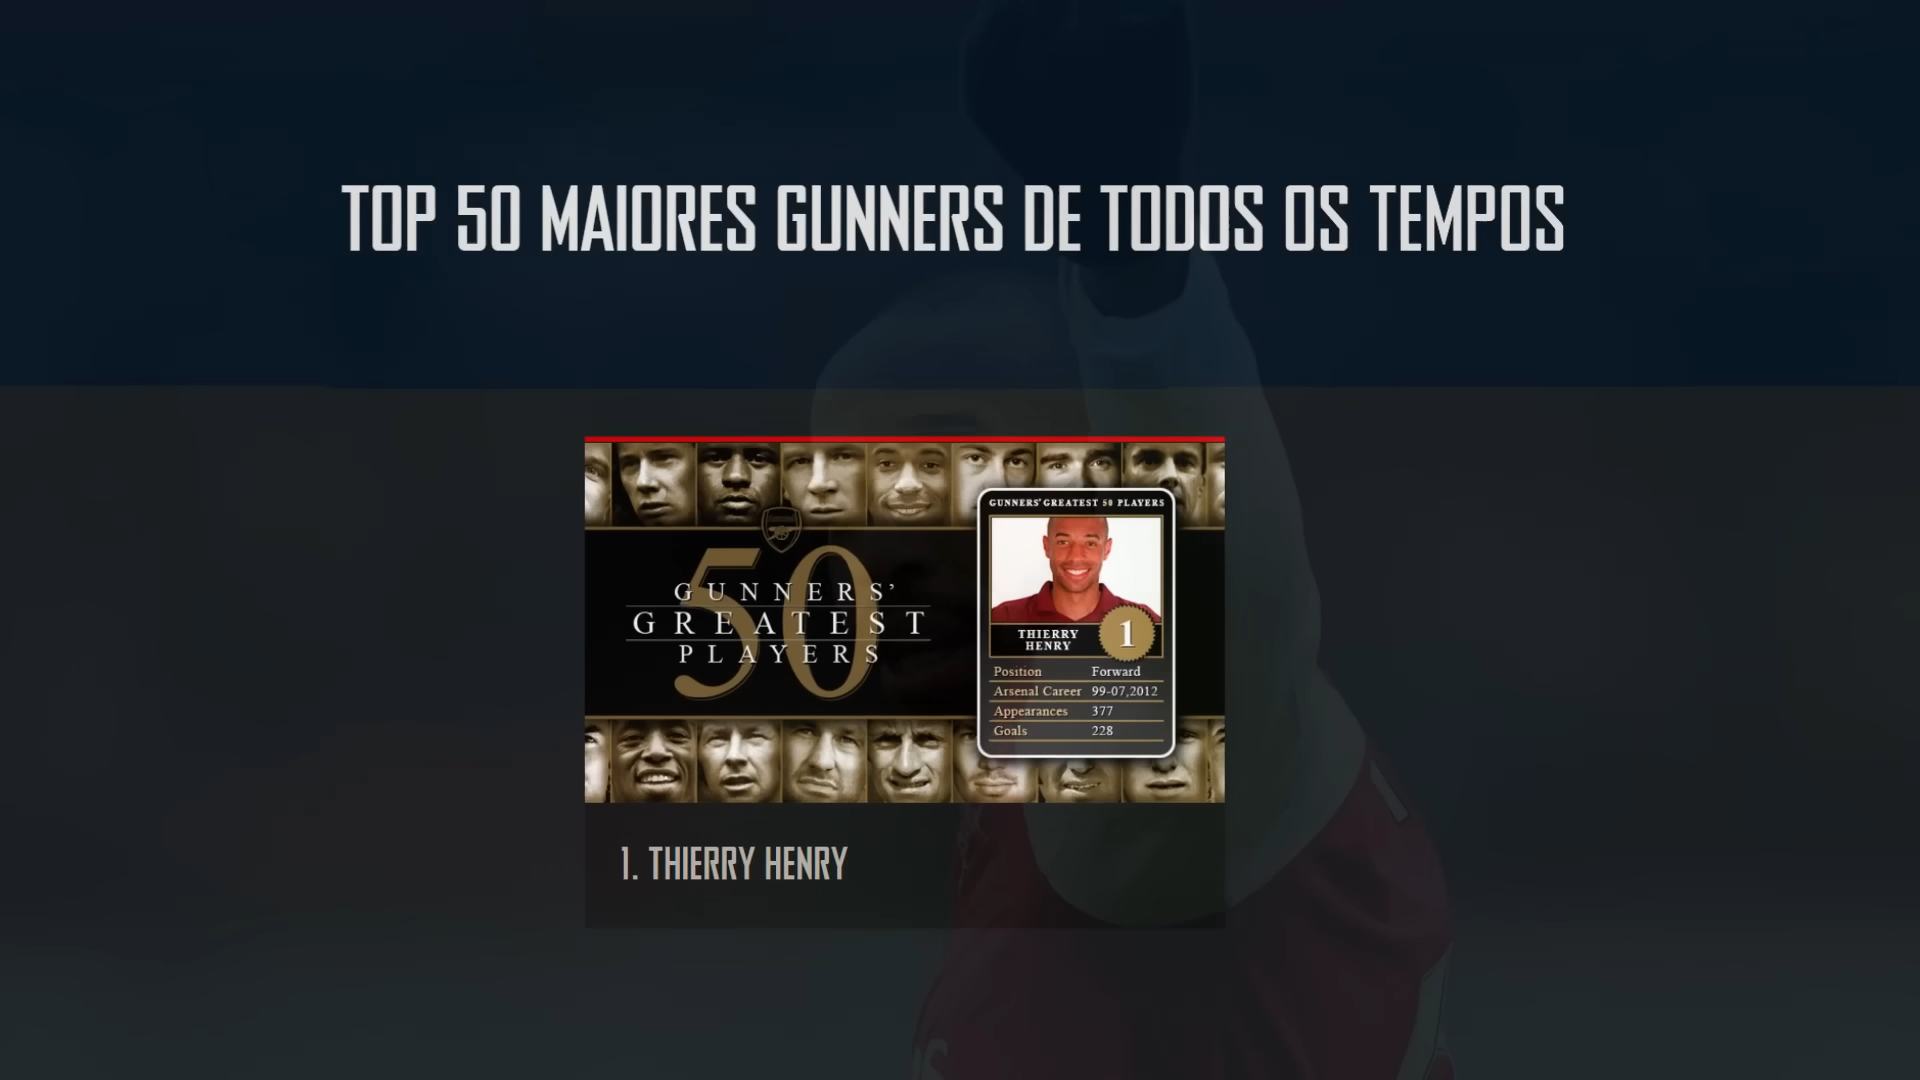 TOP 50 MAIORES GUNNERS DE TODOS OS TEMPOS
50
GUNNERS'
GREATEST
PLAYERS
GUNNERS' GREATEST 50 PLAYERS
THIERRY
HENRY
1
Position Forward
Arsenal Career 99-07,2012
Appearances 377
Goals 228
1. THIERRY HENRY